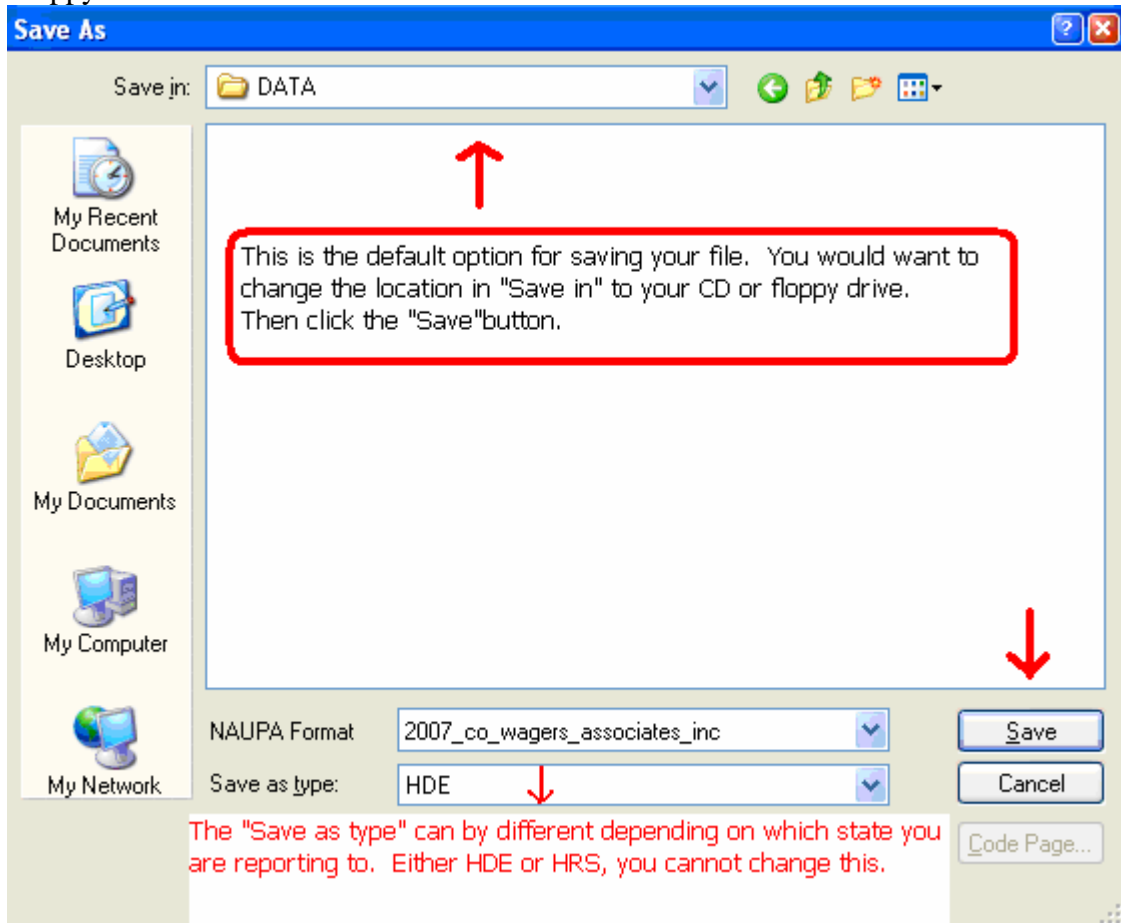 Save As
Save in: DATA
My Recent
Documents
This is the default option for saving your file. You would want to
change the location in "Save in" to your CD or floppy drive.
Then click the "Save"button.
Desktop
My Documents
My Computer
My Network
NAUPA Format 2007_co_wagers_associates_inc Save
Save as type: HDE Cancel
The "Save as type" can by different depending on which state you
are reporting to. Either HDE or HRS, you cannot change this.
Code Page...